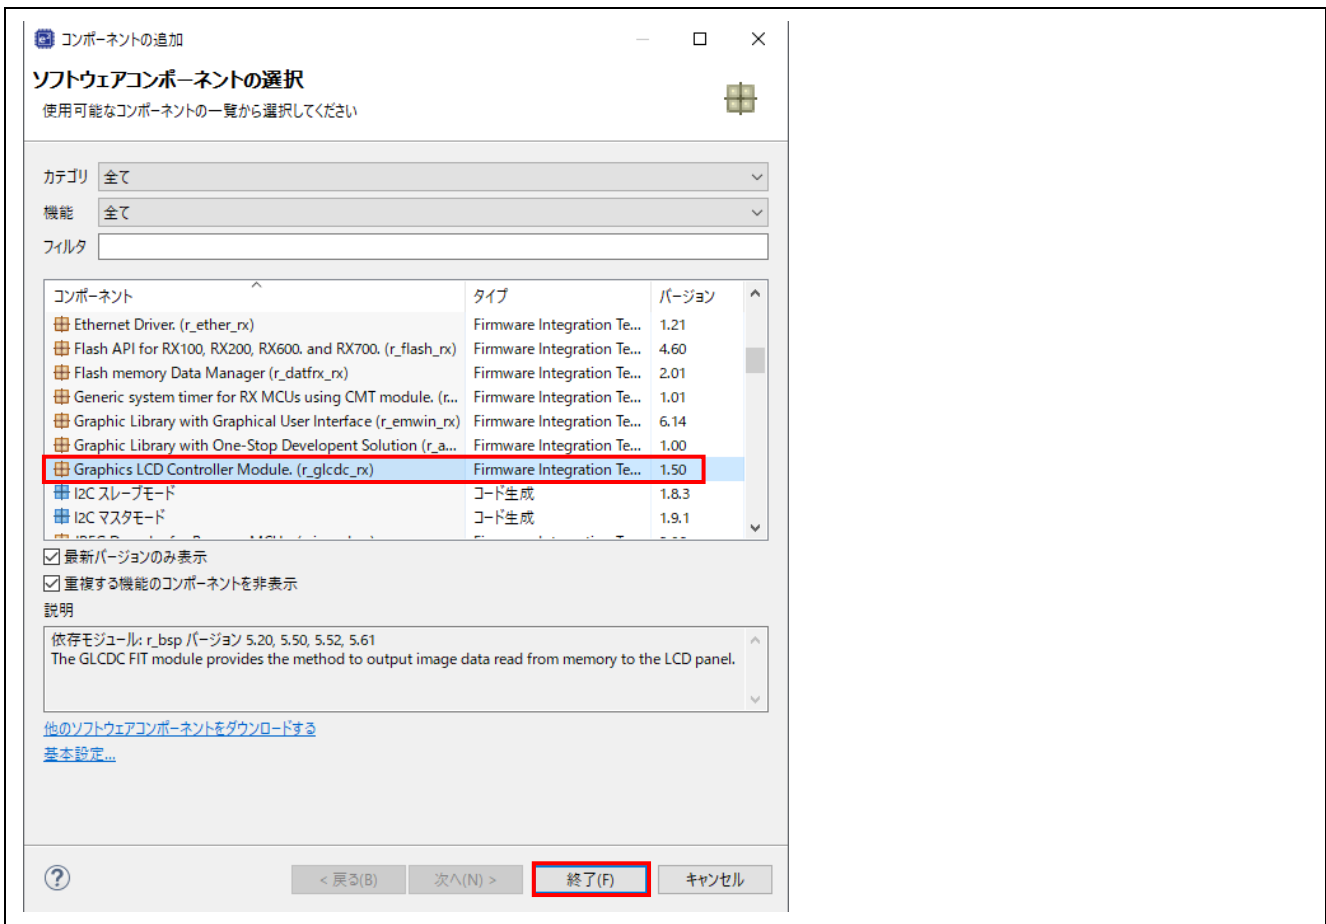 コンポーネントの追加
ソフトウェアコンポーネントの選択
使用可能なコンポーネントの一覧から選択してください
カテゴリ 全て
機能 全て
フィルタ
コンポーネント タイプ バージョン
Ethernet Driver. (r_ether_rx) Firmware Integration Te... 1.21
Flash API for RX100, RX200, RX600. and RX700. (r_flash_rx) Firmware Integration Te... 4.60
Flash memory Data Manager (r_datfrx_rx) Firmware Integration Te... 2.01
Generic system timer for RX MCUs using CMT module. (r... Firmware Integration Te... 1.01
Graphic Library with Graphical User Interface (r_emwin_rx) Firmware Integration Te... 6.14
Graphic Library with One-Stop Developent Solution (r_a... Firmware Integration Te... 1.00
Graphics LCD Controller Module. (r_glcdc_rx) Firmware Integration Te... 1.50
I2C スレーブモード コード生成 1.8.3
I2C マスタモード コード生成 1.9.1
最新バージョンのみ表示
重複する機能のコンポーネントを非表示
説明
依存モジュール: r_bsp バージョン 5.20, 5.50, 5.52, 5.61
The GLCDC FIT module provides the method to output image data read from memory to the LCD panel.
他のソフトウェアコンポーネントをダウンロードする
基本設定...
< 戻る(B) 次へ(N) > 終了(F) キャンセル